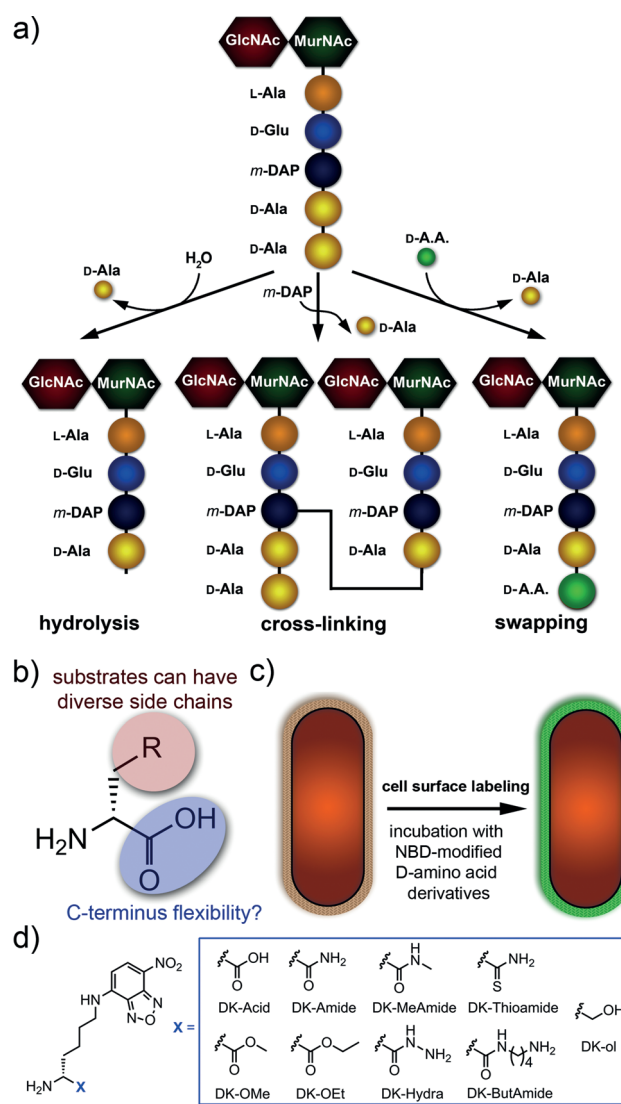 a)
GlcNAc MurNAc
L-Ala
D-Glu
m-DAP
D-Ala
D-Ala
D-Ala
H2O
m-DAP
D-Ala
D-A.A.
D-Ala
GlcNAc MurNAc GlcNAc MurNAc GlcNAc MurNAc GlcNAc MurNAc
L-Ala L-Ala L-Ala L-Ala
D-Glu D-Glu D-Glu D-Glu
m-DAP m-DAP m-DAP m-DAP
D-Ala D-Ala D-Ala D-Ala
D-Ala D-A.A.
hydrolysis cross-linking swapping
b)
substrates can have
diverse side chains
R
H2N
OH
O
C-terminus flexibility?
c)
cell surface labeling
incubation with
NBD-modified
D-amino acid
derivatives
d)
NO2
HN
N O N
H2N
X
X =
OH
O
DK-Acid
NH2
O
DK-Amide
H
N
O
DK-MeAmide
NH2
S
DK-Thioamide
OH
DK-ol
O
O
DK-OMe
O
O
DK-OEt
H
N
NH2
O
DK-Hydra
H
N
NH2
4
O
DK-ButAmide